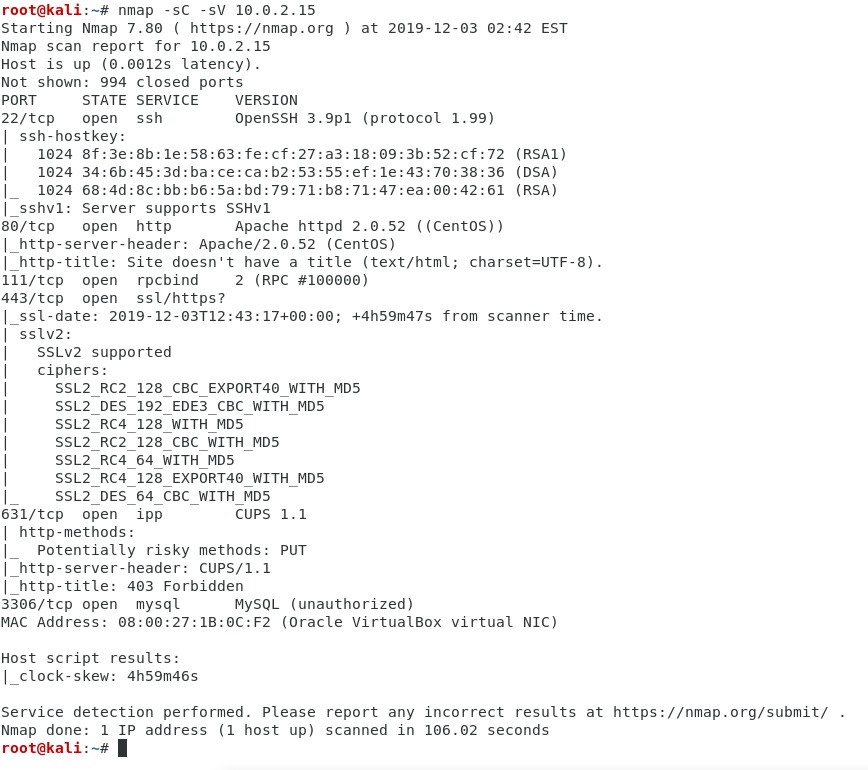 root@kali:~# nmap -sC -sV 10.0.2.15
Starting Nmap 7.80 ( https://nmap.org ) at 2019-12-03 02:42 EST
Nmap scan report for 10.0.2.15
Host is up (0.0012s latency).
Not shown: 994 closed ports
PORT     STATE SERVICE    VERSION
22/tcp   open  ssh        OpenSSH 3.9p1 (protocol 1.99)
| ssh-hostkey:
|   1024 8f:3e:8b:1e:58:63:fe:cf:27:a3:18:09:3b:52:cf:72 (RSA1)
|   1024 34:6b:45:3d:ba:ce:ca:b2:53:55:ef:1e:43:70:38:36 (DSA)
|_  1024 68:4d:8c:bb:b6:5a:bd:79:71:b8:71:47:ea:00:42:61 (RSA)
|_sshv1: Server supports SSHv1
80/tcp   open  http       Apache httpd 2.0.52 ((CentOS))
|_http-server-header: Apache/2.0.52 (CentOS)
|_http-title: Site doesn't have a title (text/html; charset=UTF-8).
111/tcp  open  rpcbind    2 (RPC #100000)
443/tcp  open  ssl/https?
|_ssl-date: 2019-12-03T12:43:17+00:00; +4h59m47s from scanner time.
| sslv2:
|   SSLv2 supported
|   ciphers:
|     SSL2_RC2_128_CBC_EXPORT40_WITH_MD5
|     SSL2_DES_192_EDE3_CBC_WITH_MD5
|     SSL2_RC4_128_WITH_MD5
|     SSL2_RC2_128_CBC_WITH_MD5
|     SSL2_RC4_64_WITH_MD5
|     SSL2_RC4_128_EXPORT40_WITH_MD5
|_    SSL2_DES_64_CBC_WITH_MD5
631/tcp  open  ipp        CUPS 1.1
| http-methods:
|_  Potentially risky methods: PUT
|_http-server-header: CUPS/1.1
|_http-title: 403 Forbidden
3306/tcp open  mysql      MySQL (unauthorized)
MAC Address: 08:00:27:1B:0C:F2 (Oracle VirtualBox virtual NIC)

Host script results:
|_clock-skew: 4h59m46s

Service detection performed. Please report any incorrect results at https://nmap.org/submit/ .
Nmap done: 1 IP address (1 host up) scanned in 106.02 seconds
root@kali:~#